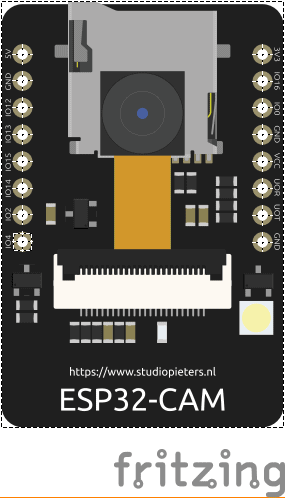 5V
GND
IO12
IO13
IO15
IO14
IO2
IO4
3V3
IO16
IO0
GND
VCC
UOR
UOT
GND
https://www.studiopieters.nl
ESP32-CAM
fritzing